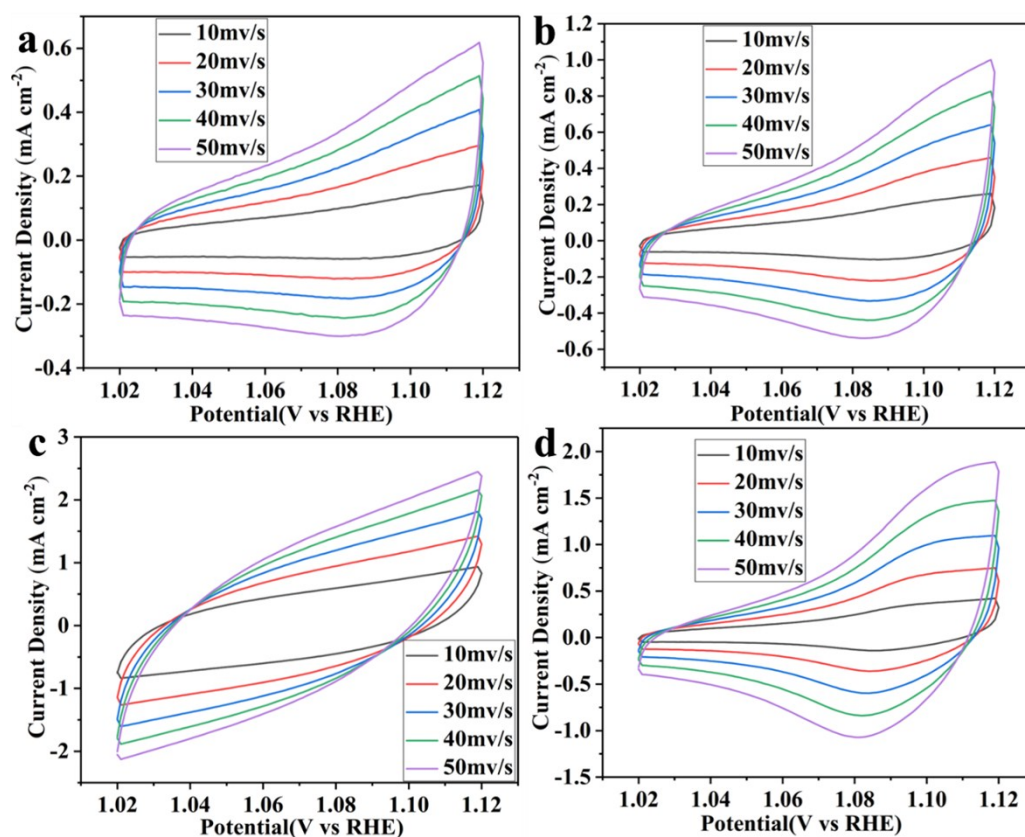 a
10mv/s
20mv/s
30mv/s
40mv/s
50mv/s
0.6
0.4
0.2
0.0
-0.2
-0.4
Current Density (mA cm⁻²)
1.02 1.04 1.06 1.08 1.10 1.12
Potential(V vs RHE)
b
10mv/s
20mv/s
30mv/s
40mv/s
50mv/s
1.0
0.8
0.6
0.4
0.2
0.0
-0.2
-0.4
-0.6
Current Density (mA cm⁻²)
1.02 1.04 1.06 1.08 1.10 1.12
Potential(V vs RHE)
c
3
2
1
0
-1
-2
Current Density (mA cm⁻²)
10mv/s
20mv/s
30mv/s
40mv/s
50mv/s
1.02 1.04 1.06 1.08 1.10 1.12
Potential(V vs RHE)
d
10mv/s
20mv/s
30mv/s
40mv/s
50mv/s
2.0
1.5
1.0
0.5
0.0
-0.5
-1.0
-1.5
Current Density (mA cm⁻²)
1.02 1.04 1.06 1.08 1.10 1.12
Potential(V vs RHE)